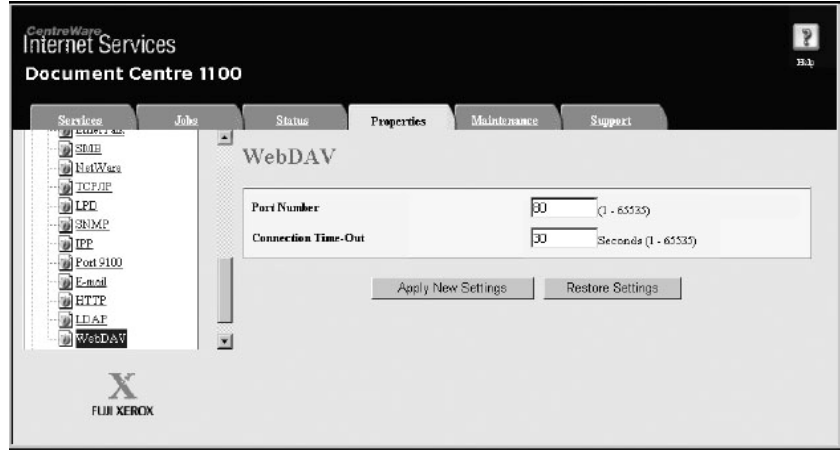 CentreWare
Internet Services
Document Centre 1100
Help
Services
Jobs
Status
Properties
Maintenance
Support
SMB
NetWare
TCP/IP
LPD
SNMP
IPP
Port 9100
E-mail
HTTP
LDAP
WebDAV
WebDAV
Port Number 80 (1 - 65535)
Connection Time-Out 30 Seconds (1 - 65535)
Apply New Settings
Restore Settings
X
FUJI XEROX